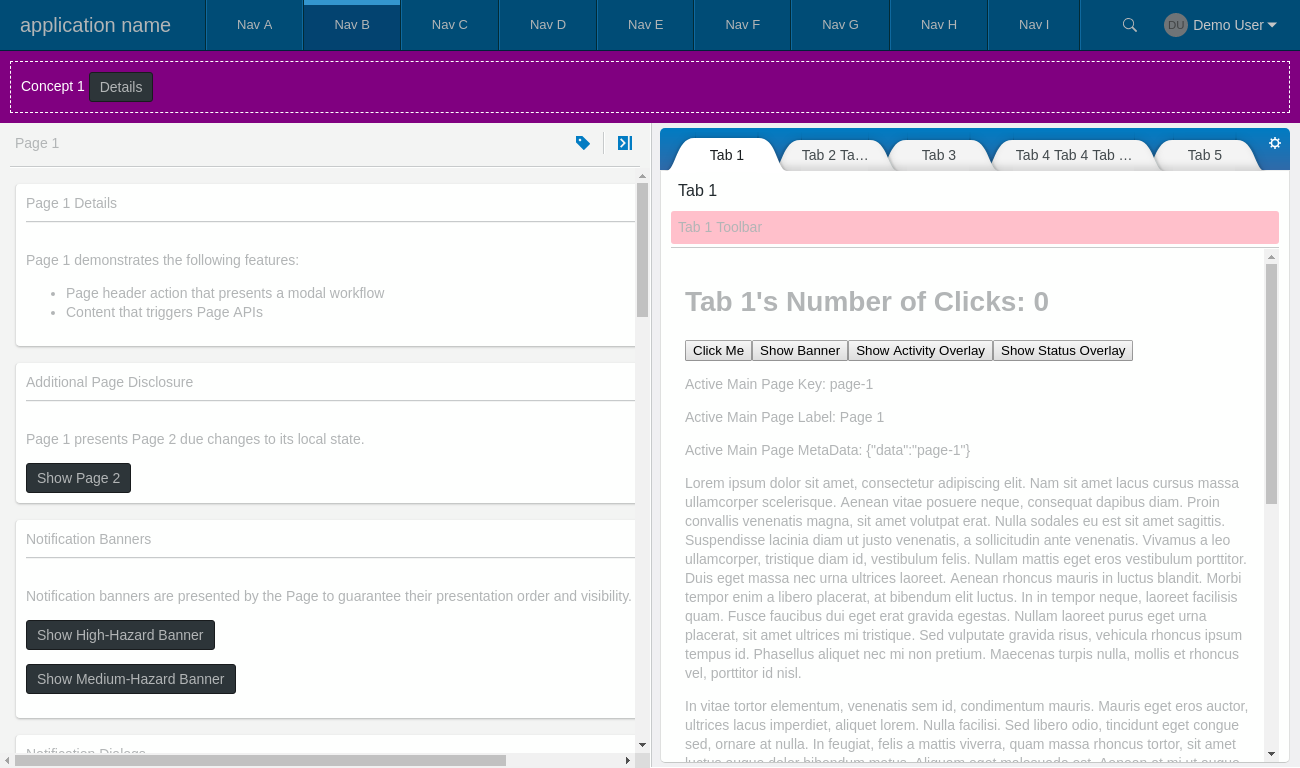 application name
Nav A
Nav B
Nav C
Nav D
Nav E
Nav F
Nav G
Nav H
Nav I
DU
Demo User
Concept 1
Details
Page 1
Page 1 Details
Page 1 demonstrates the following features:
Page header action that presents a modal workflow
Content that triggers Page APIs
Additional Page Disclosure
Page 1 presents Page 2 due changes to its local state.
Show Page 2
Notification Banners
Notification banners are presented by the Page to guarantee their presentation order and visibility.
Show High-Hazard Banner
Show Medium-Hazard Banner
Notification Dialogs
Tab 1
Tab 2 Ta…
Tab 3
Tab 4 Tab 4 Tab …
Tab 5
Tab 1
Tab 1 Toolbar
Tab 1's Number of Clicks: 0
Click Me
Show Banner
Show Activity Overlay
Show Status Overlay
Active Main Page Key: page-1
Active Main Page Label: Page 1
Active Main Page MetaData: {"data":"page-1"}
Lorem ipsum dolor sit amet, consectetur adipiscing elit. Nam sit amet lacus cursus massa
ullamcorper scelerisque. Aenean vitae posuere neque, consequat dapibus diam. Proin
convallis venenatis magna, sit amet volutpat erat. Nulla sodales eu est sit amet sagittis.
Suspendisse lacinia diam ut justo venenatis, a sollicitudin ante venenatis. Vivamus a leo
ullamcorper, tristique diam id, vestibulum felis. Nullam mattis eget eros vestibulum porttitor.
Duis eget massa nec urna ultrices laoreet. Aenean rhoncus mauris in luctus blandit. Morbi
tempor enim a libero placerat, at bibendum elit luctus. In in tempor neque, laoreet facilisis
quam. Fusce faucibus dui eget erat gravida egestas. Nullam laoreet purus eget urna
placerat, sit amet ultrices mi tristique. Sed vulputate gravida risus, vehicula rhoncus ipsum
tempus id. Phasellus aliquet nec mi non pretium. Maecenas turpis nulla, mollis et rhoncus
vel, porttitor id nisl.
In vitae tortor elementum, venenatis sem id, condimentum mauris. Mauris eget eros auctor,
ultrices lacus imperdiet, aliquet lorem. Nulla facilisi. Sed libero odio, tincidunt eget congue
sed, ornare at nulla. In feugiat, felis a mattis viverra, quam massa rhoncus tortor, sit amet
luctus augue dolor bibendum metus. Aliquam eget malesuada est. Aenean at mi ut augue